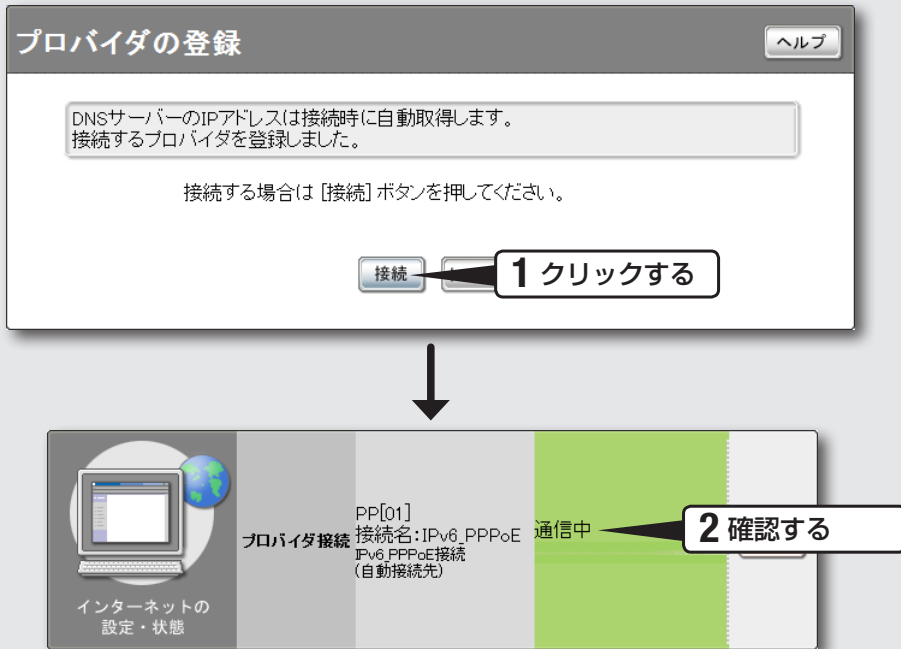 プロバイダの登録
ヘルプ
DNSサーバーのIPアドレスは接続時に自動取得します。
接続するプロバイダを登録しました。
接続する場合は [接続] ボタンを押してください。
接続
1 クリックする
PP[01]
接続名：IPv6_PPPoE
IPv6_PPPoE接続
(自動接続先)
プロバイダ接続
通信中
2 確認する
インターネットの
設定・状態